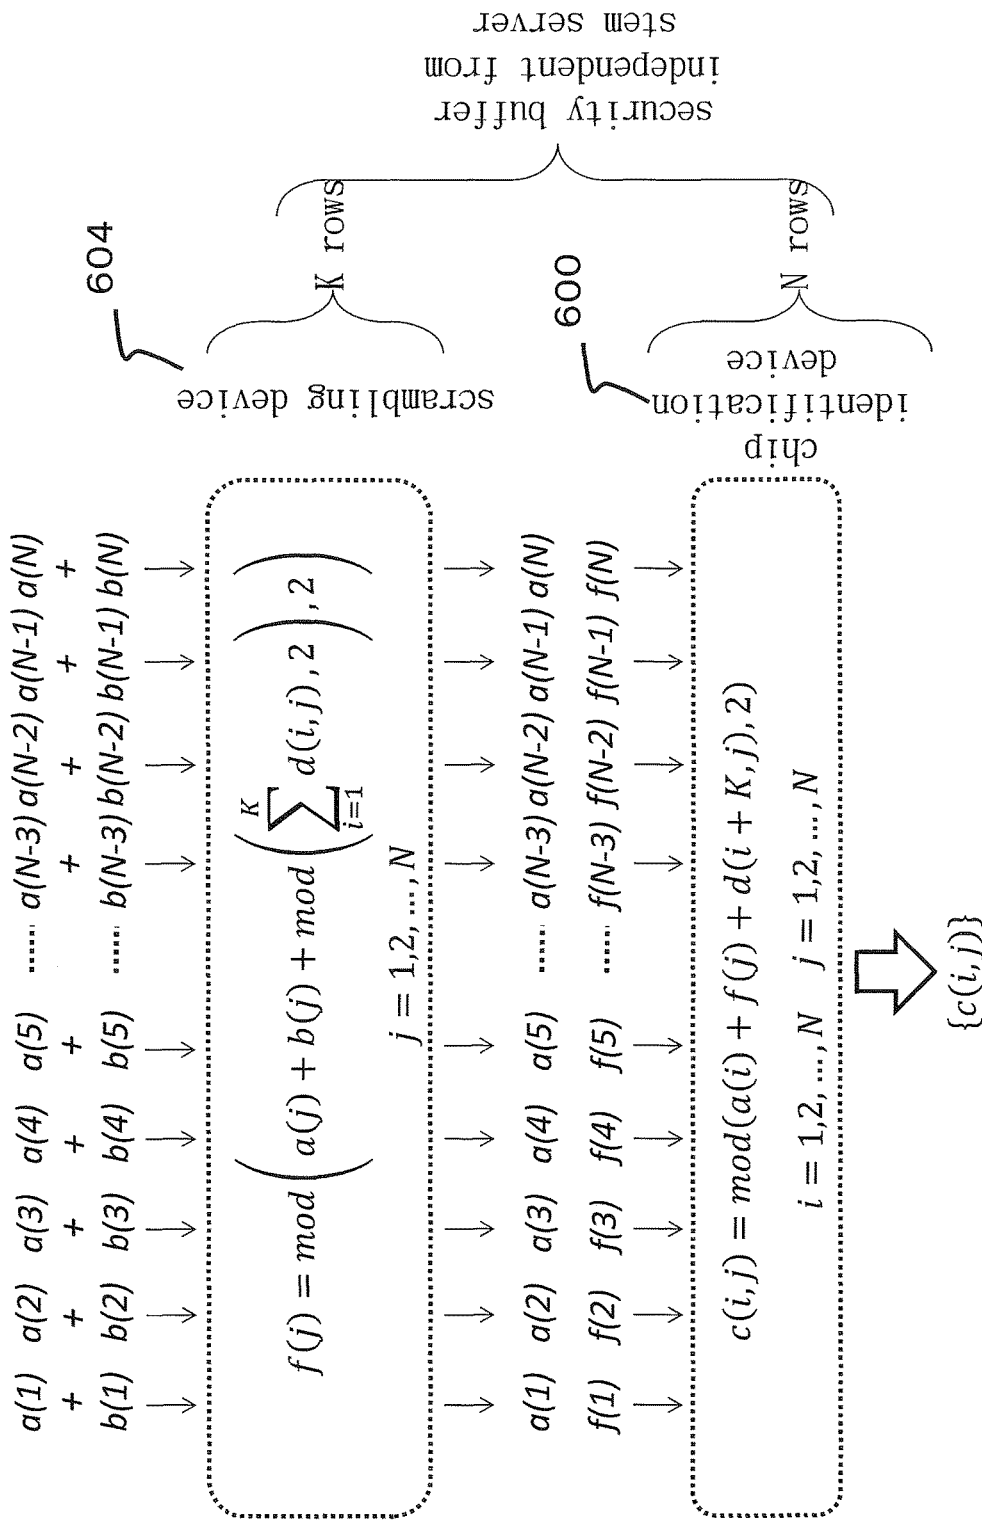 a(1) a(2) a(3) a(4) a(5) ...... a(N-3) a(N-2) a(N-1) a(N)
+ + + + + + + + +
b(1) b(2) b(3) b(4) b(5) ...... b(N-3) b(N-2) b(N-1) b(N)
f(j) = mod ( a(j) + b(j) + mod ( ∑ i=1 K d(i,j), 2 ) , 2 )
j = 1,2, ..., N
scrambling device
604
K rows
a(1) a(2) a(3) a(4) a(5) ...... a(N-3) a(N-2) a(N-1) a(N)
f(1) f(2) f(3) f(4) f(5) ...... f(N-3) f(N-2) f(N-1) f(N)
c(i,j) = mod(a(i) + f(j) + d(i + K, j), 2)
i = 1,2, ..., N j = 1,2, ..., N
chip
identification
device
600
N rows
security buffer
independent from
stem server
{c(i,j)}